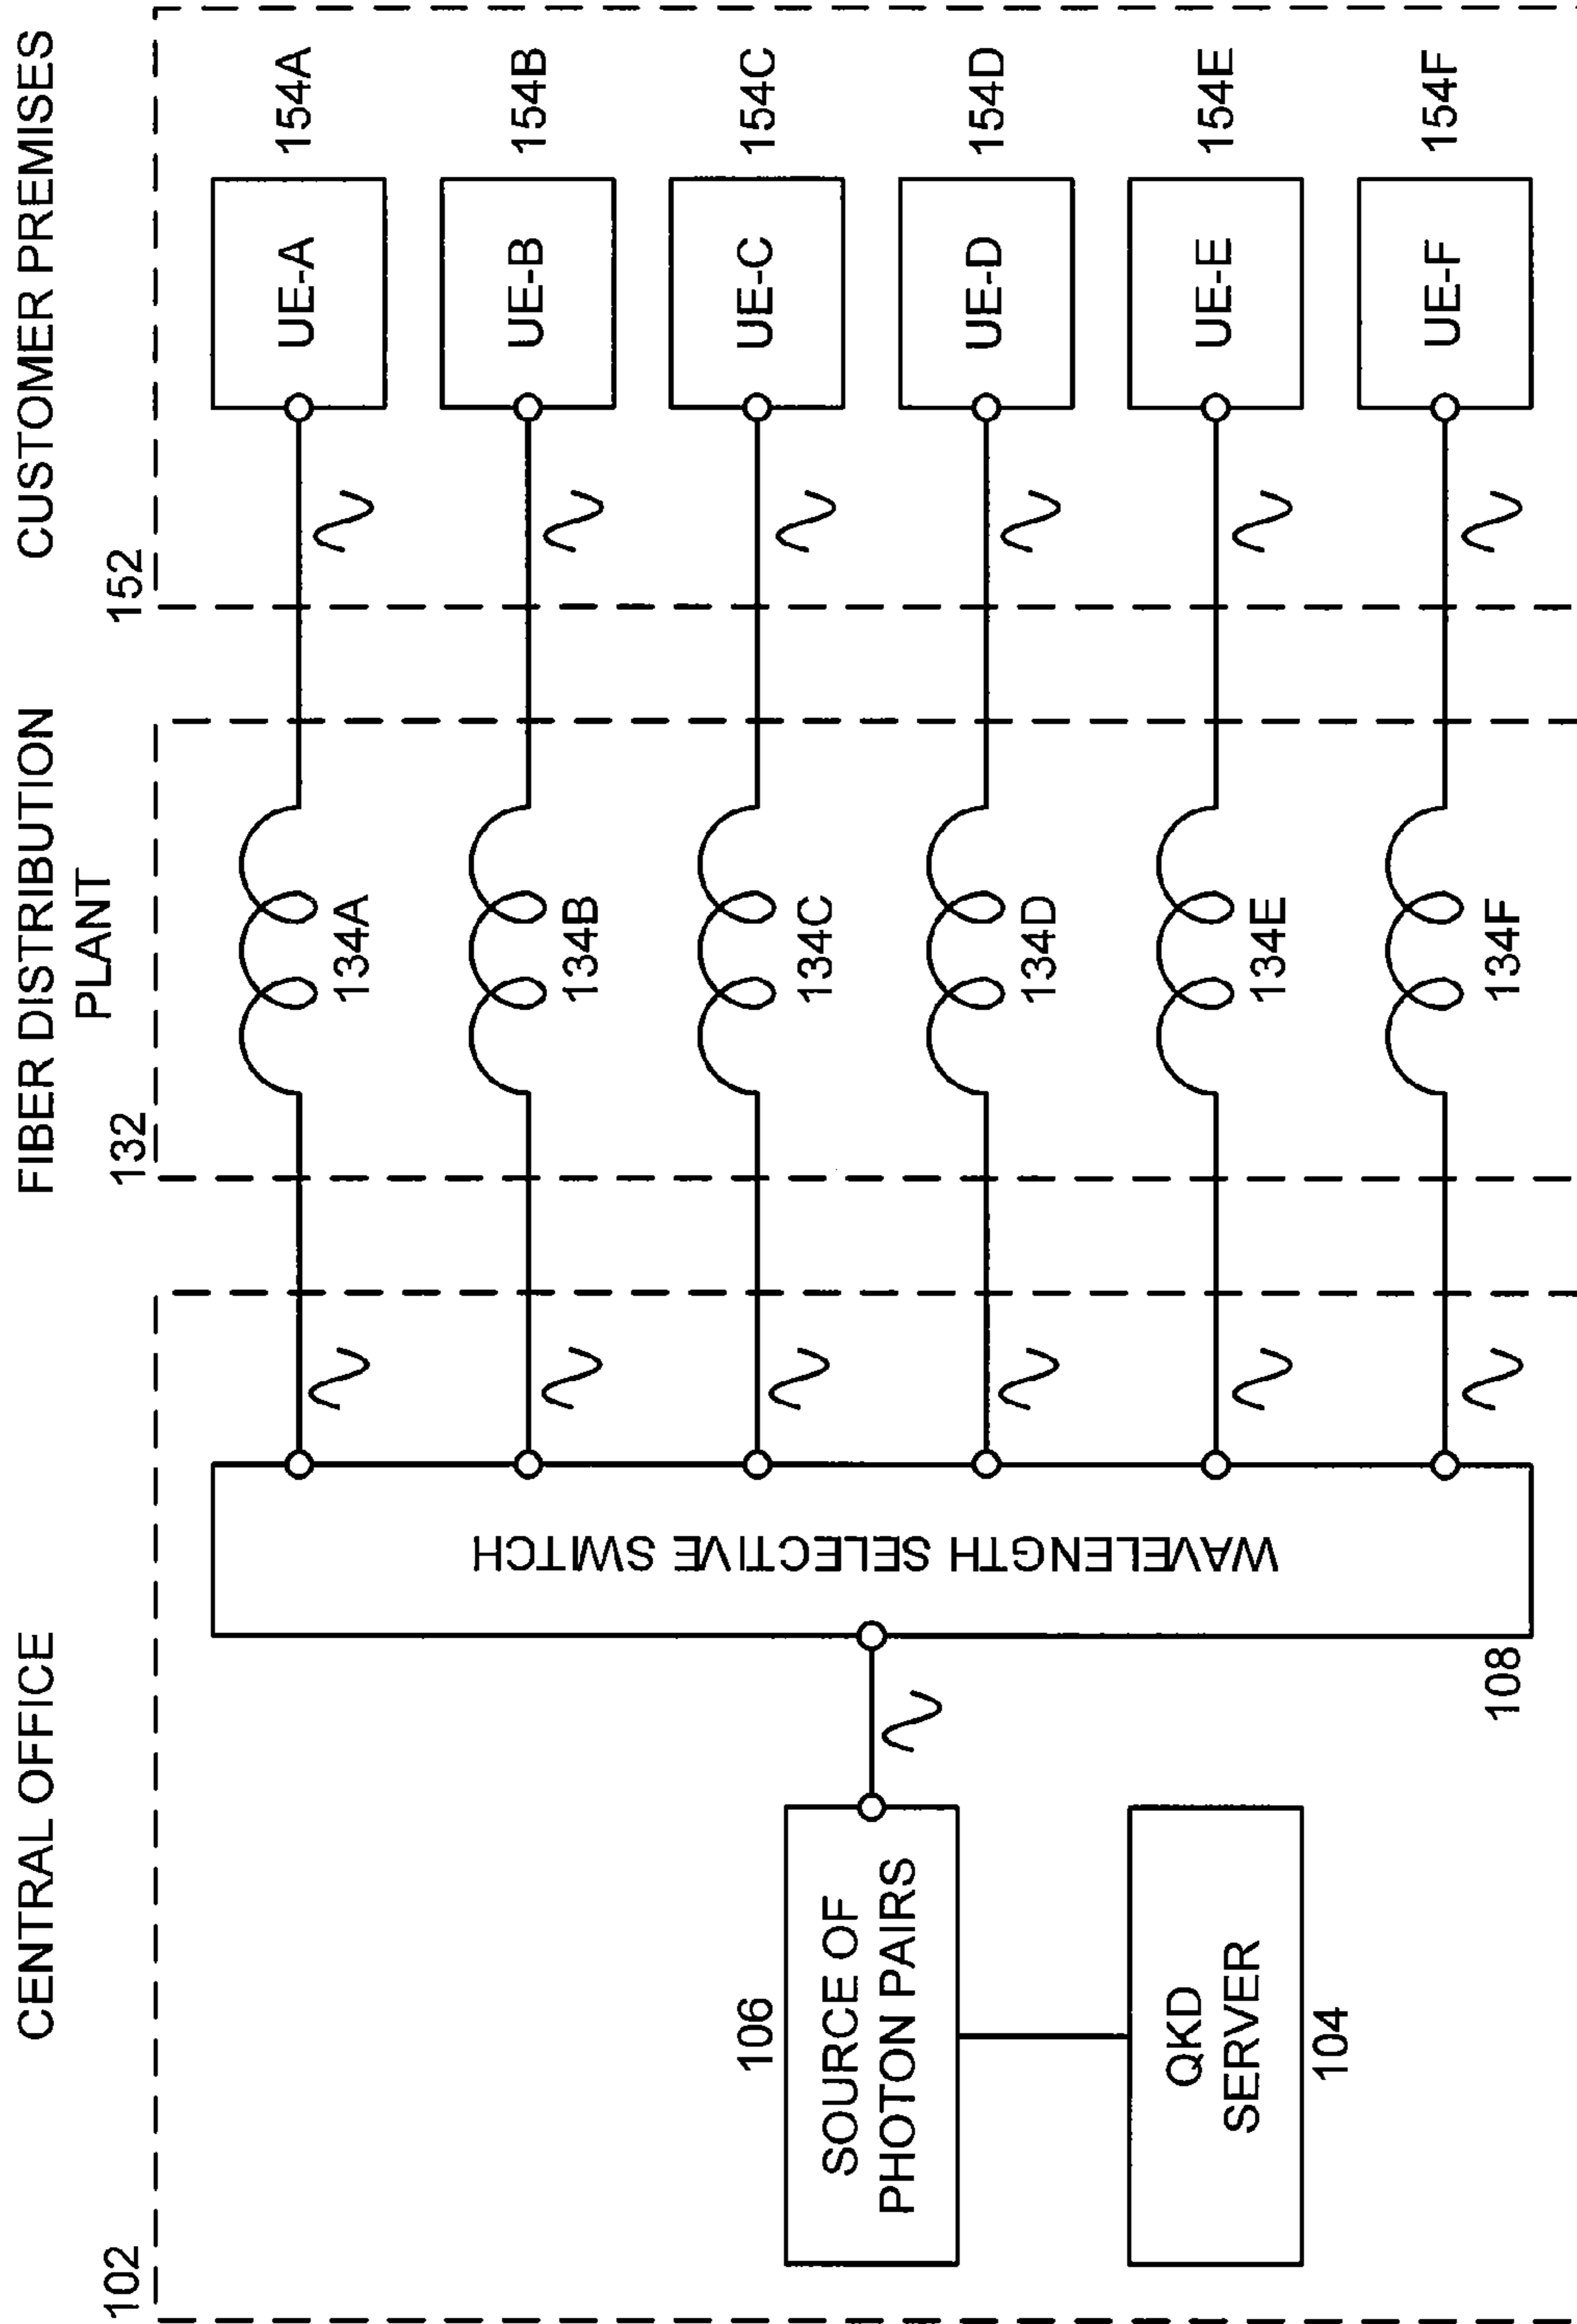 CENTRAL OFFICE
FIBER DISTRIBUTION
PLANT
CUSTOMER PREMISES
102
132
152
106
SOURCE OF
PHOTON PAIRS
QKD
SERVER
104
WAVELENGTH SELECTIVE SWITCH
108
134A
134B
134C
134D
134E
134F
UE-A
154A
UE-B
154B
UE-C
154C
UE-D
154D
UE-E
154E
UE-F
154F